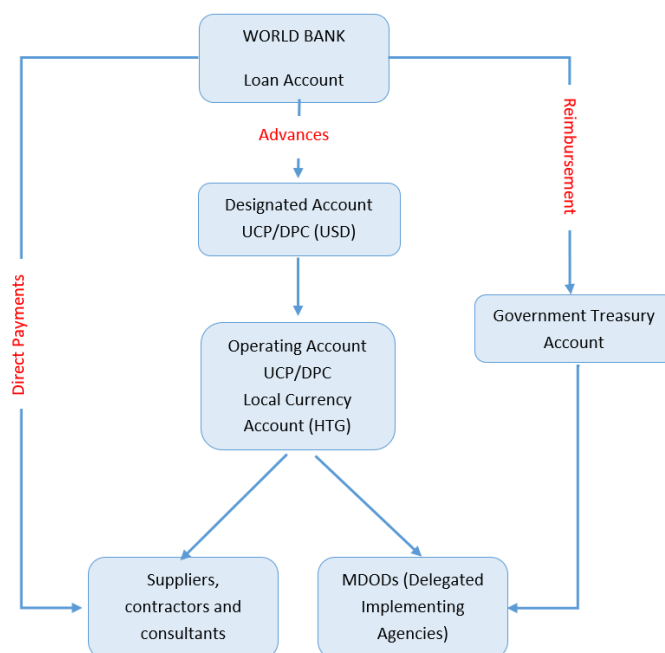 WORLD BANK
Loan Account
Advances
Reimbursement
Designated Account
UCP/DPC (USD)
Direct Payments
Government Treasury
Account
Operating Account
UCP/DPC
Local Currency
Account (HTG)
Suppliers,
contractors and
consultants
MDODs (Delegated
Implementing
Agencies)